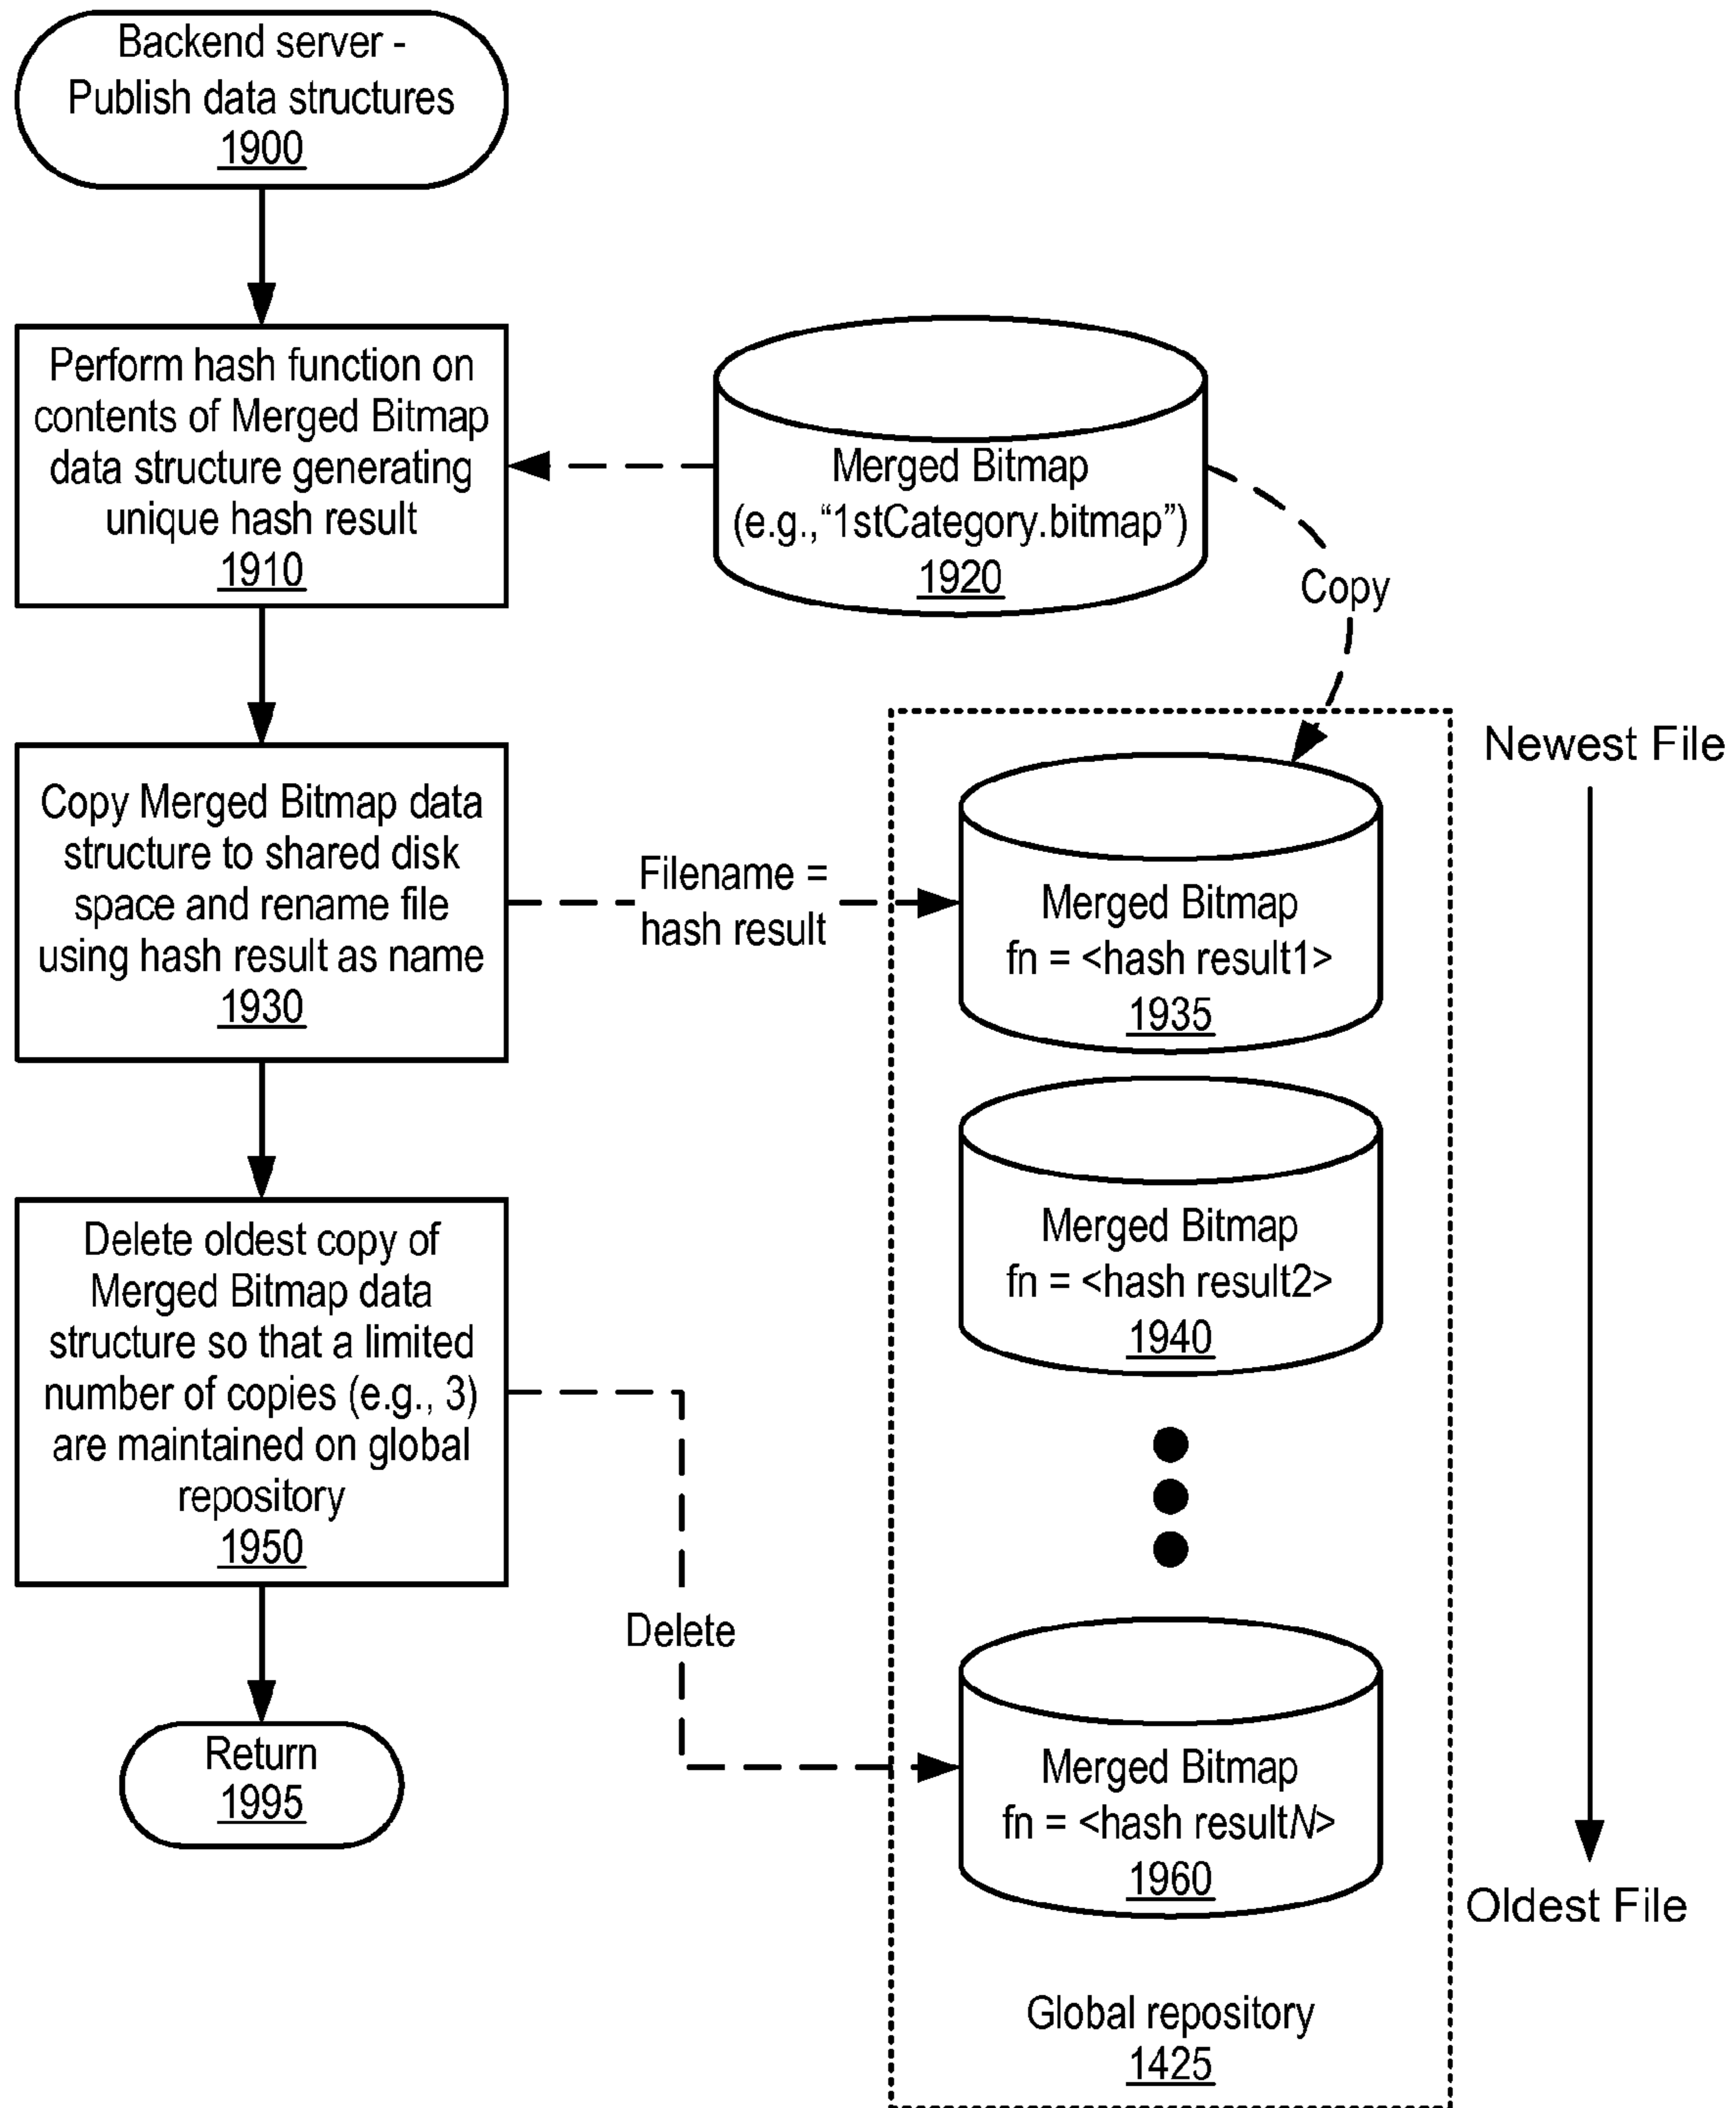 Backend server -
Publish data structures
1900
Perform hash function on
contents of Merged Bitmap
data structure generating
unique hash result
1910
Merged Bitmap
(e.g.,“1stCategory.bitmap”)
1920
Copy
Copy Merged Bitmap data
structure to shared disk
space and rename file
using hash result as name
1930
Filename =
hash result
Merged Bitmap
fn = <hash result1>
1935
Newest File
Merged Bitmap
fn = <hash result2>
1940
Delete oldest copy of
Merged Bitmap data
structure so that a limited
number of copies (e.g., 3)
are maintained on global
repository
1950
Delete
Merged Bitmap
fn = <hash resultN>
1960
Oldest File
Return
1995
Global repository
1425